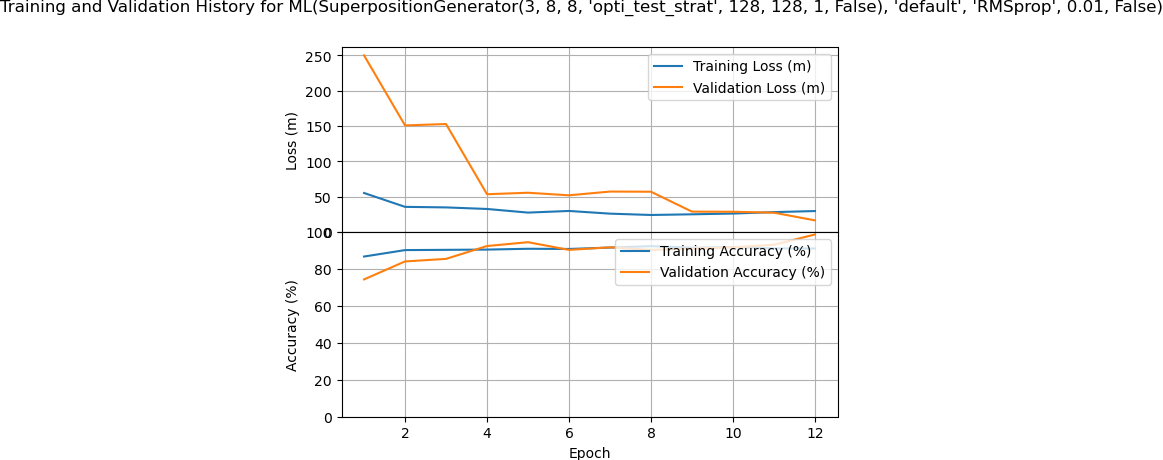 Training and Validation History for ML(SuperpositionGenerator(3, 8, 8, 'opti_test_strat', 128, 128, 1, False), 'default', 'RMSprop', 0.01, False)
250
200
150
100
50
0
Loss (m)
Training Loss (m)
Validation Loss (m)
100
80
60
40
20
0
Accuracy (%)
Training Accuracy (%)
Validation Accuracy (%)
2 4 6 8 10 12
Epoch